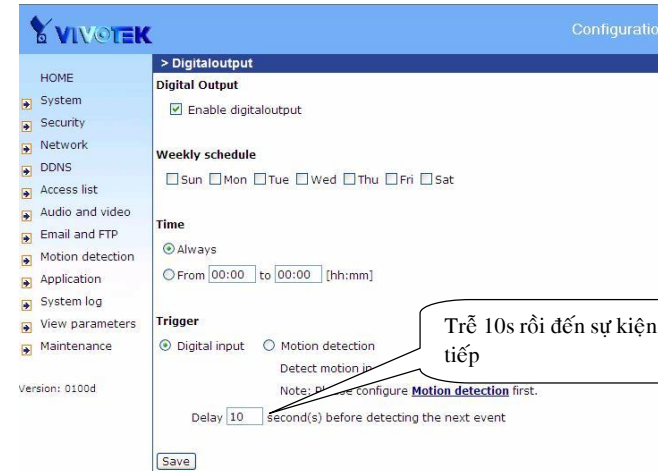 VIVOTEK
Configuratio
HOME
System
Security
Network
DDNS
Access list
Audio and video
Email and FTP
Motion detection
Application
System log
View parameters
Maintenance
Version: 0100d
> Digitaloutput
Digital Output
Enable digitaloutput
Weekly schedule
Sun Mon Tue Wed Thu Fri Sat
Time
Always
From 00:00 to 00:00 [hh:mm]
Trigger
Digital input Motion detection
Detect motion in
Note: Please configure Motion detection first.
Delay 10 second(s) before detecting the next event
Save
Trễ 10s rồi đến sự kiện
tiếp